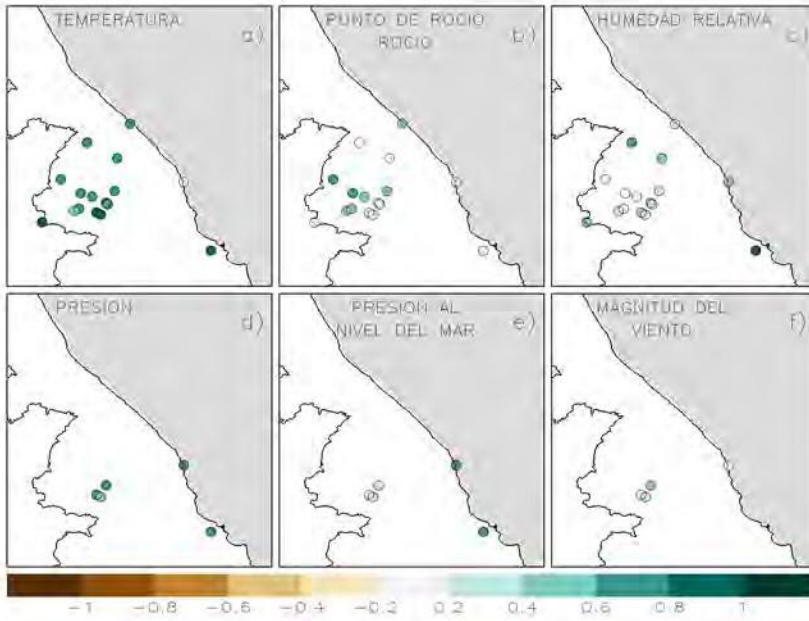 TEMPERATURA
a)
PUNTO DE ROCIO
ROCIO
b)
HUMEDAD RELATIVA
c)
PRESION
d)
PRESION AL
NIVEL DEL MAR
e)
MAGNITUD DEL
VIENTO
f)
-1 -0.8 -0.6 -0.4 -0.2 0.2 0.4 0.6 0.8 1